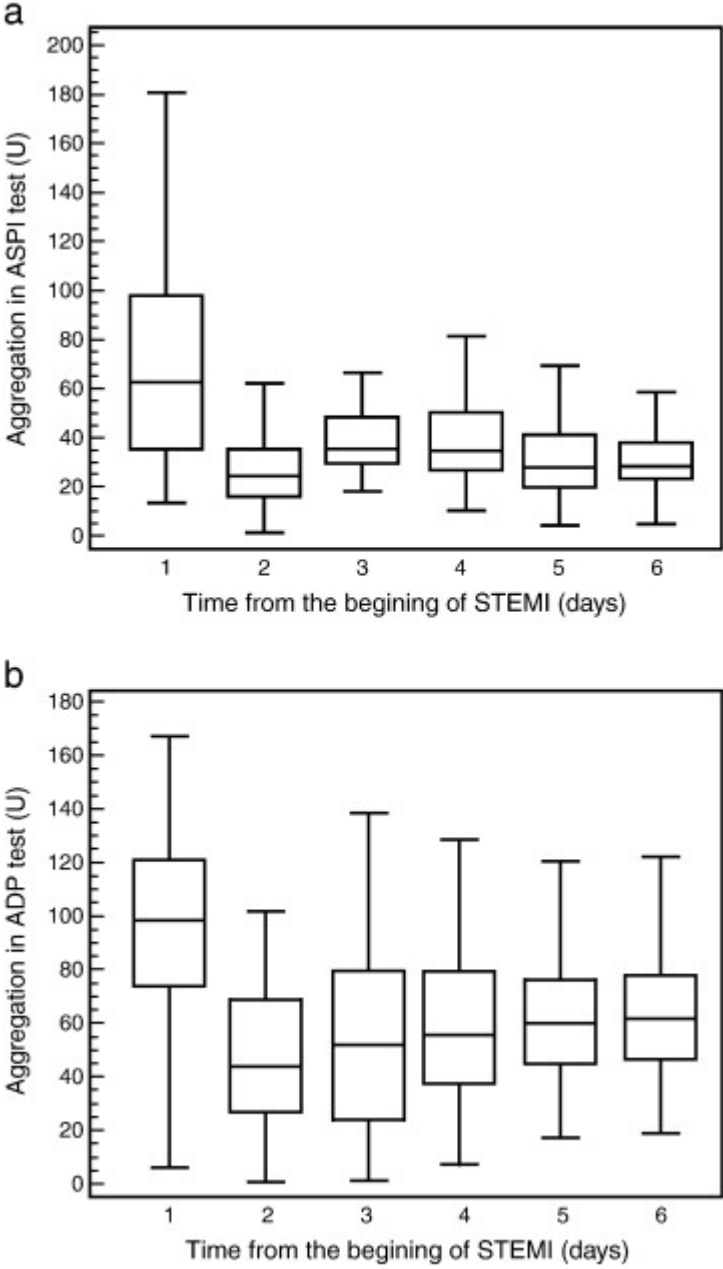 a
Aggregation in ASPI test (U)
200
180
160
140
120
100
80
60
40
20
0
1 2 3 4 5 6
Time from the begining of STEMI (days)
b
Aggregation in ADP test (U)
180
160
140
120
100
80
60
40
20
0
1 2 3 4 5 6
Time from the begining of STEMI (days)